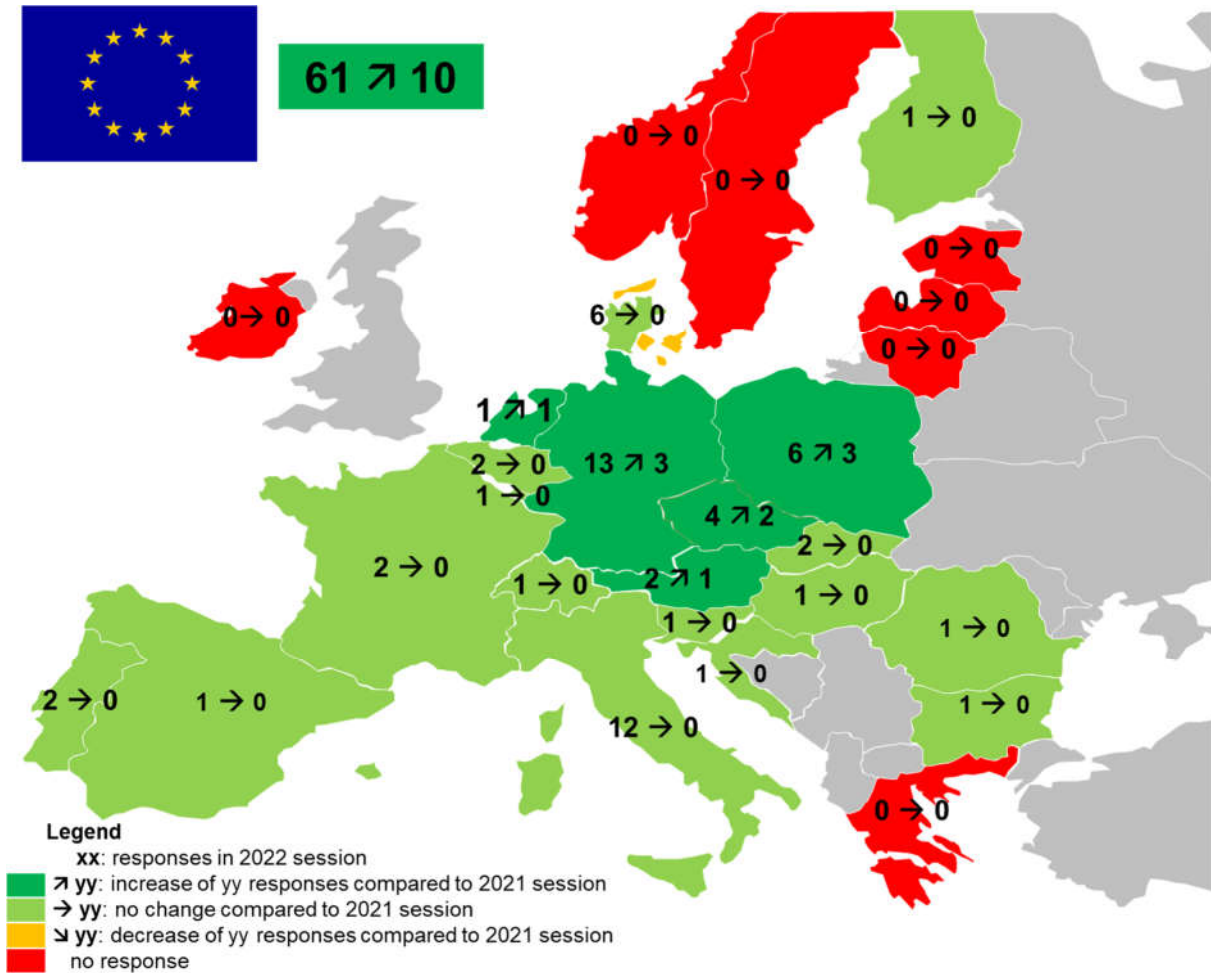 61 ↗ 10
1 → 0
0 → 0
0 → 0
0 → 0
0 → 0
0 → 0
6 → 0
0 → 0
1 ↗ 1
2 → 0
13 ↗ 3
6 ↗ 3
1 → 0
4 ↗ 2
2 → 0
2 → 0
1 → 0
2 ↗ 1
1 → 0
1 → 0
1 → 0
1 → 0
2 → 0
1 → 0
1 → 0
12 → 0
0 → 0
Legend
xx: responses in 2022 session
↗ yy: increase of yy responses compared to 2021 session
→ yy: no change compared to 2021 session
↘ yy: decrease of yy responses compared to 2021 session
no response